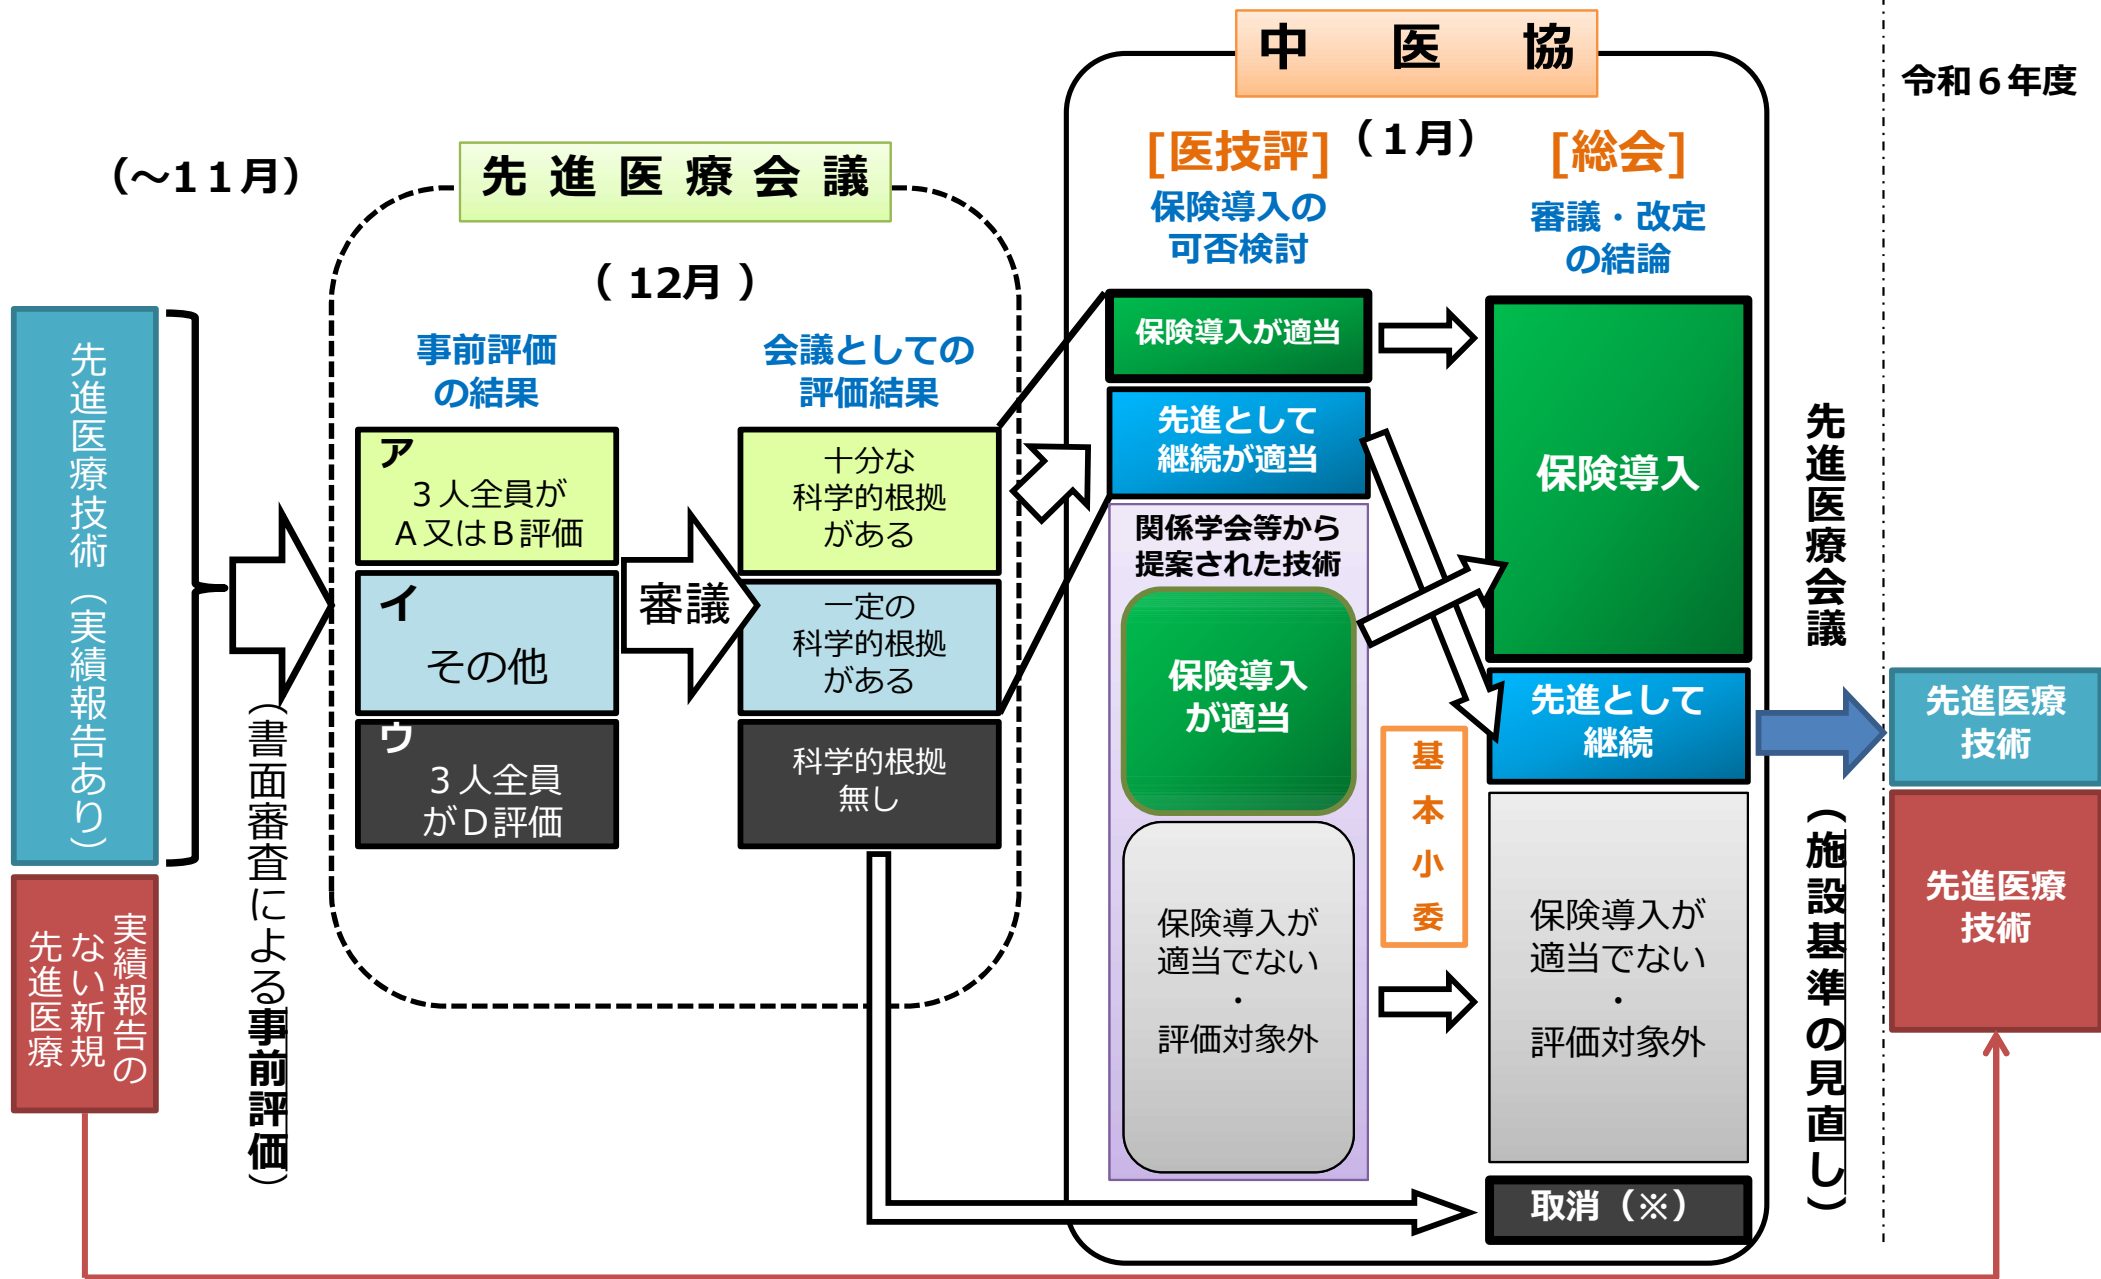 中 医 協
令和６年度
（～１１月）
先進医療会議
（１月）
［医技評］
保険導入の
可否検討
［総会］
審議・改定
の結論
（ 12月 ）
事前評価
の結果
会議としての
評価結果
先進医療技術（実績報告あり）
実績報告の
ない新規
先進医療
（書面審査による事前評価）
ア
３人全員が
Ａ又はＢ評価
イ
その他
ウ
３人全員
がＤ評価
審議
十分な
科学的根拠
がある
一定の
科学的根拠
がある
科学的根拠
無し
保険導入が適当
先進として
継続が適当
関係学会等から
提案された技術
保険導入
が適当
保険導入が
適当でない
・
評価対象外
基本小委
保険導入
先進として
継続
保険導入が
適当でない
・
評価対象外
取消（※）
先進医療会議（施設基準の見直し）
先進医療
技術
先進医療
技術